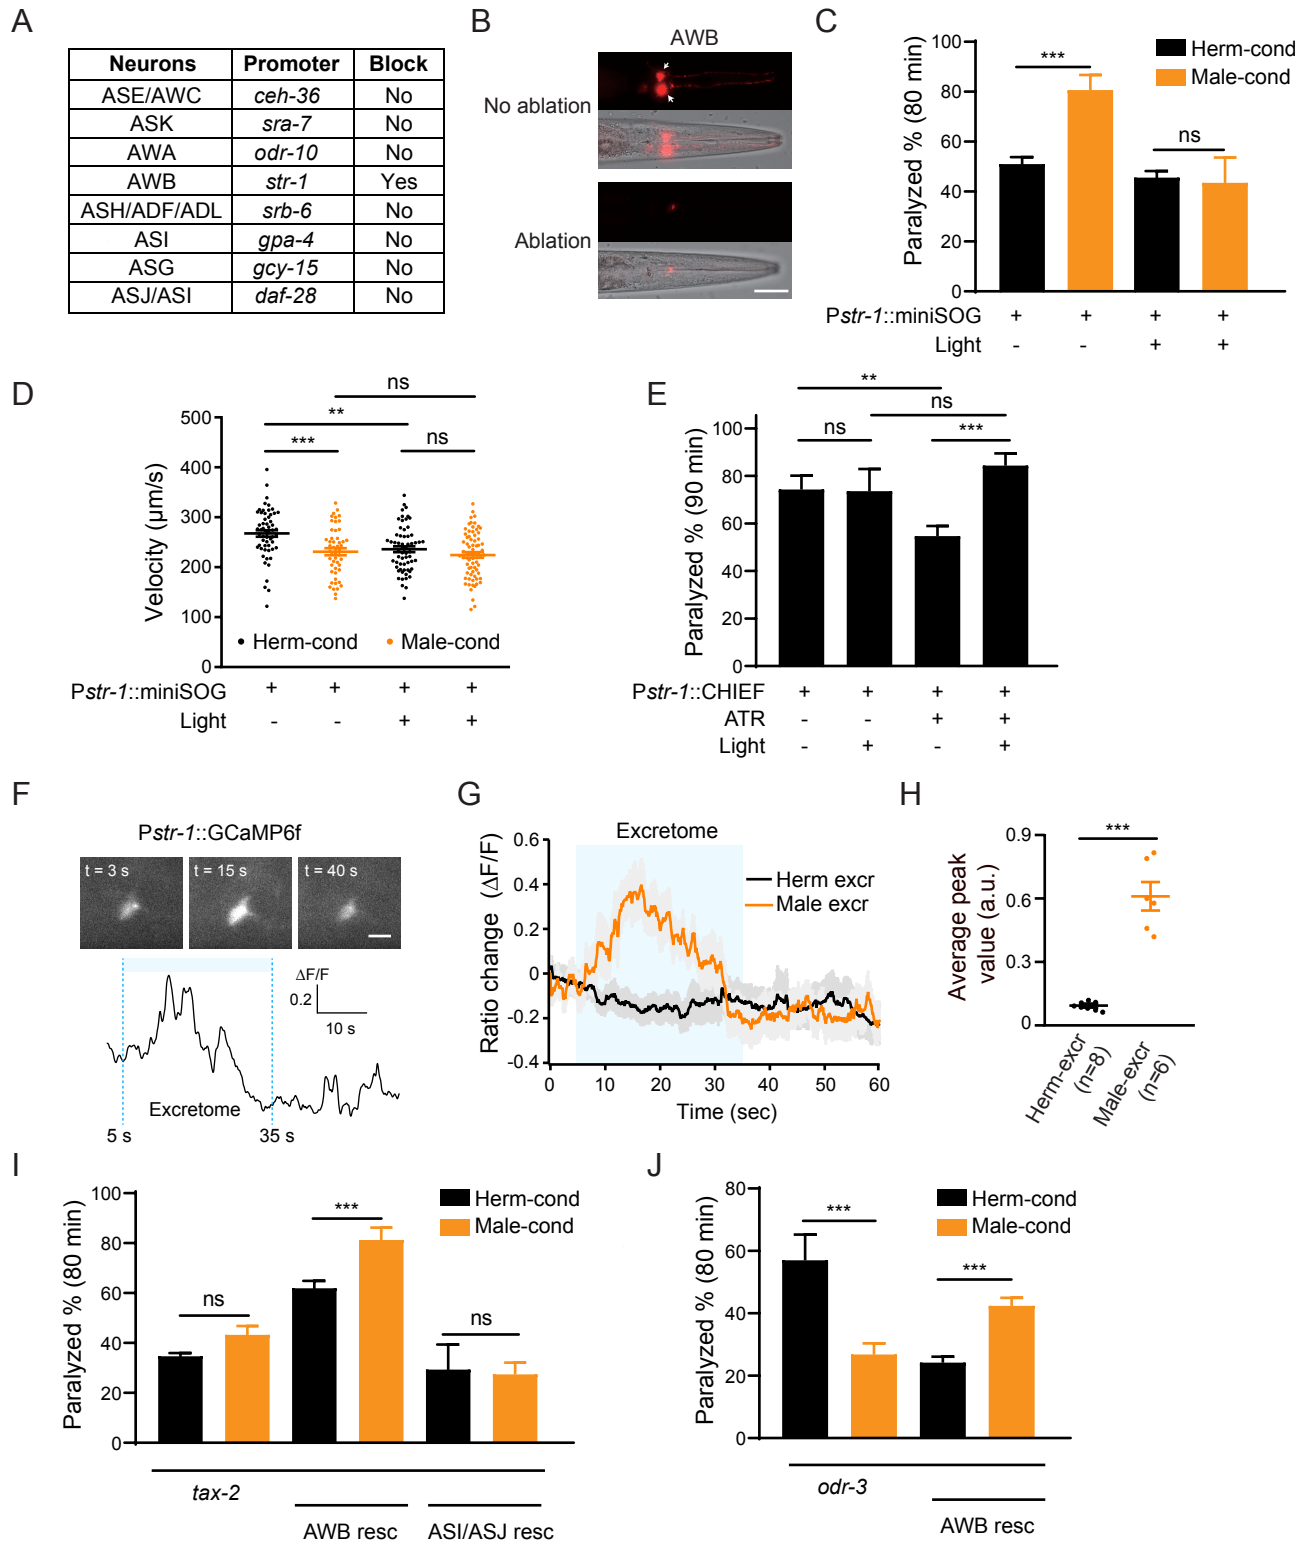 A
Neurons Promoter Block
ASE/AWC ceh-36 No
ASK sra-7 No
AWA odr-10 No
AWB str-1 Yes
ASH/ADF/ADL srb-6 No
ASI gpa-4 No
ASG gcy-15 No
ASJ/ASI daf-28 No
B
AWB
No ablation
Ablation
C
Paralyzed % (80 min)
100
80
60
40
20
0
Herm-cond
Male-cond
***
ns
Pstr-1::miniSOG + + + +
Light - - + +
D
Velocity (µm/s)
500
400
300
200
100
0
ns
**
*** ns
Herm-cond Male-cond
Pstr-1::miniSOG + + + +
Light - - + +
E
Paralyzed % (90 min)
100
80
60
40
20
0
**
ns
ns ***
Pstr-1::CHIEF + + + +
ATR - - + +
Light - + - +
F
Pstr-1::GCaMP6f
t = 3 s t = 15 s t = 40 s
ΔF/F
0.2
10 s
Excretome
5 s 35 s
G
Excretome
Ratio change (ΔF/F)
0.6
0.4
0.2
0
-0.2
-0.4
Herm excr
Male excr
0 10 20 30 40 50 60
Time (sec)
H
Average peak
value (a.u.)
0.9
0.6
0.3
0
***
Herm-excr
(n=8)
Male-excr
(n=6)
I
Paralyzed % (80 min)
100
80
60
40
20
0
Herm-cond
Male-cond
ns
***
ns
tax-2
AWB resc ASI/ASJ resc
J
Paralyzed % (80 min)
80
60
40
20
0
Herm-cond
Male-cond
***
***
odr-3
AWB resc